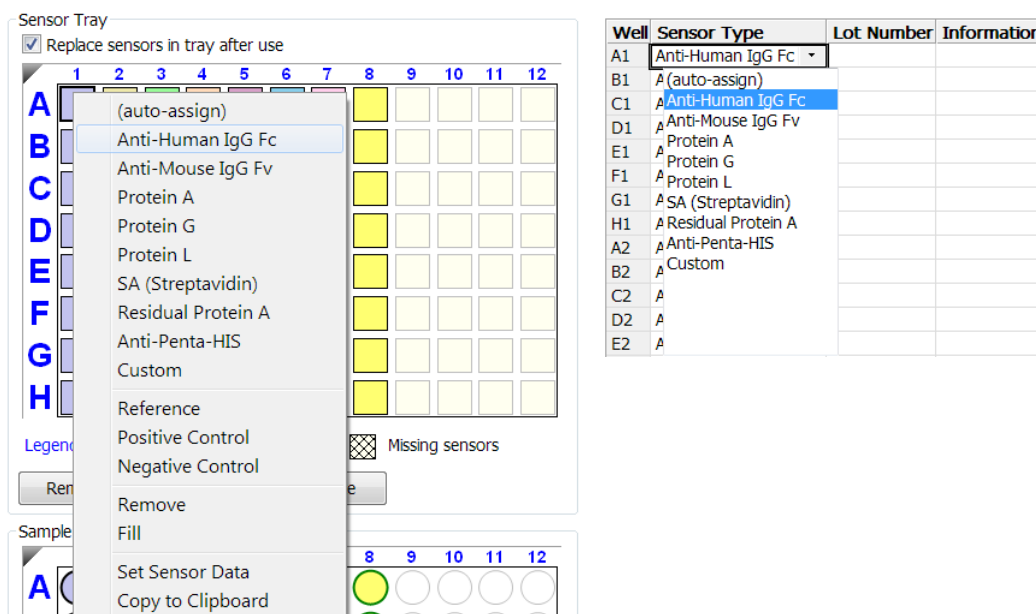 Sensor Tray
Replace sensors in tray after use
1 2 3 4 5 6 7 8 9 10 11 12
A
B
C
D
E
F
G
H
(auto-assign)
Anti-Human IgG Fc
Anti-Mouse IgG Fv
Protein A
Protein G
Protein L
SA (Streptavidin)
Residual Protein A
Anti-Penta-HIS
Custom
Reference
Positive Control
Negative Control
Remove
Fill
Set Sensor Data
Copy to Clipboard
Missing sensors
Sample
8 9 10 11 12
A
Well Sensor Type Lot Number Information
A1 Anti-Human IgG Fc
B1 A
C1 A
D1 A
E1 A
F1 A
G1 A
H1 A
A2 A
B2 A
C2 A
D2 A
E2 A
(auto-assign)
Anti-Human IgG Fc
Anti-Mouse IgG Fv
Protein A
Protein G
Protein L
SA (Streptavidin)
Residual Protein A
Anti-Penta-HIS
Custom